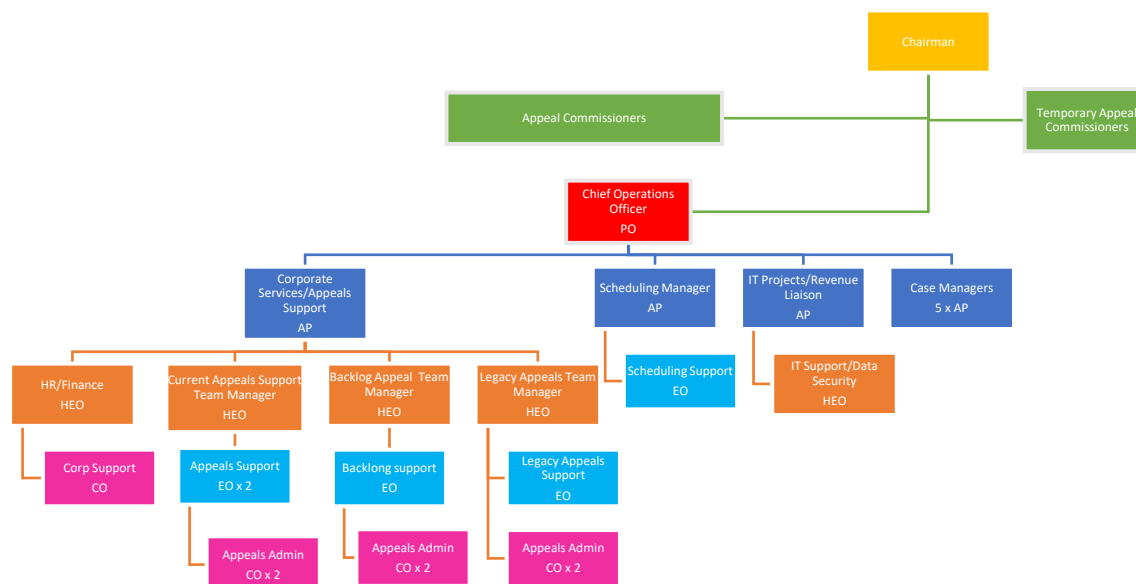 Chairman
Appeal Commissioners
Temporary Appeal
Commissioners
Chief Operations
Officer
PO
Corporate
Services/Appeals
Support
AP
Scheduling Manager
AP
IT Projects/Revenue
Liaison
AP
Case Managers
5 x AP
HR/Finance
HEO
Current Appeals Support
Team Manager
HEO
Backlog Appeal Team
Manager
HEO
Legacy Appeals Team
Manager
HEO
Scheduling Support
EO
IT Support/Data
Security
HEO
Corp Support
CO
Appeals Support
EO x 2
Backlong support
EO
Legacy Appeals
Support
EO
Appeals Admin
CO x 2
Appeals Admin
CO x 2
Appeals Admin
CO x 2